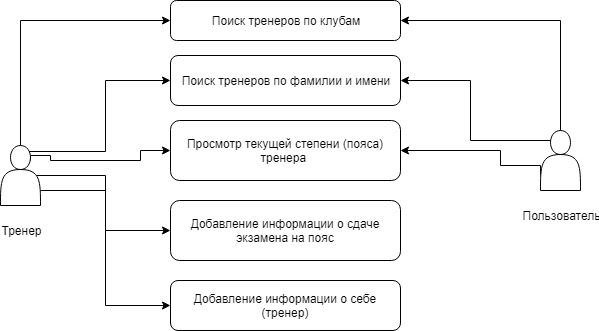 Поиск тренеров по клубам
Поиск тренеров по фамилии и имени
Просмотр текущей степени (пояса)
тренера
Тренер
Пользователь
Добавление информации о сдаче
экзамена на пояс
Добавление информации о себе
(тренер)